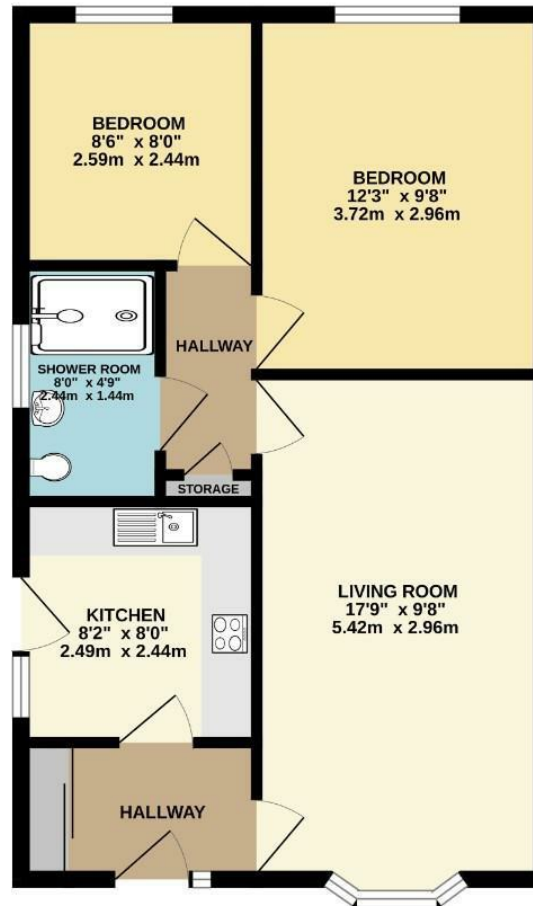 BEDROOM
8'6" x 8'0"
2.59m x 2.44m
BEDROOM
12'3" x 9'8"
3.72m x 2.96m
HALLWAY
SHOWER ROOM
8'0" x 4'9"
2.44m x 1.44m
STORAGE
KITCHEN
8'2" x 8'0"
2.49m x 2.44m
LIVING ROOM
17'9" x 9'8"
5.42m x 2.96m
HALLWAY